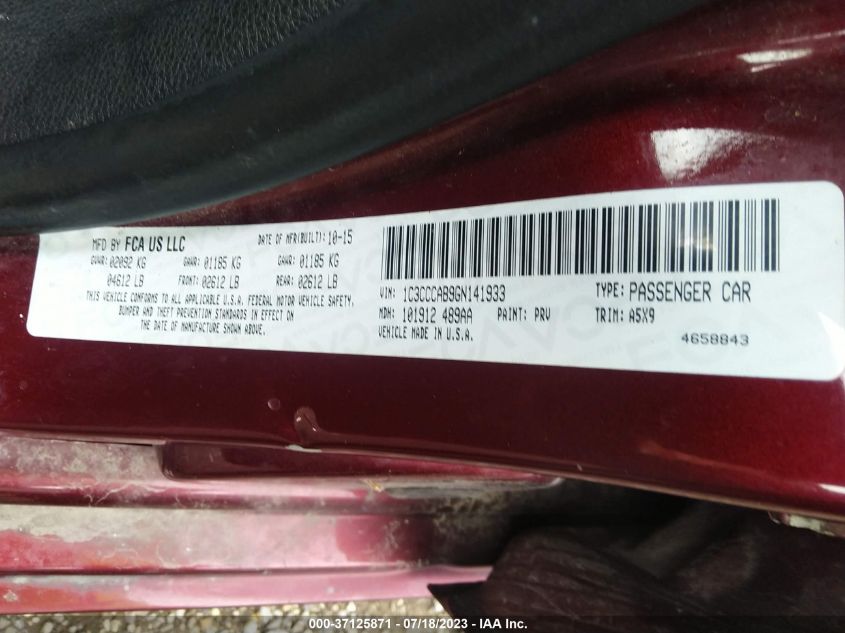 MFD BY FCA US LLC DATE OF MFR(BUILT): 10-15
GVWR: 02092 KG GAWR: 01185 KG GAWR: 01185 KG
04612 LB FRONT: 02612 LB REAR: 02612 LB
THIS VEHICLE CONFORMS TO ALL APPLICABLE U.S.A. FEDERAL MOTOR VEHICLE SAFETY,
BUMPER AND THEFT PREVENTION STANDARDS IN EFFECT ON
THE DATE OF MANUFACTURE SHOWN ABOVE.
VIN: 1C3CCCAB9GN141933 TYPE: PASSENGER CAR
MDH: 101912 489AA PAINT: PRV TRIM: A5X9
VEHICLE MADE IN U.S.A. 4658843
000-37125871 - 07/18/2023 - IAA Inc.